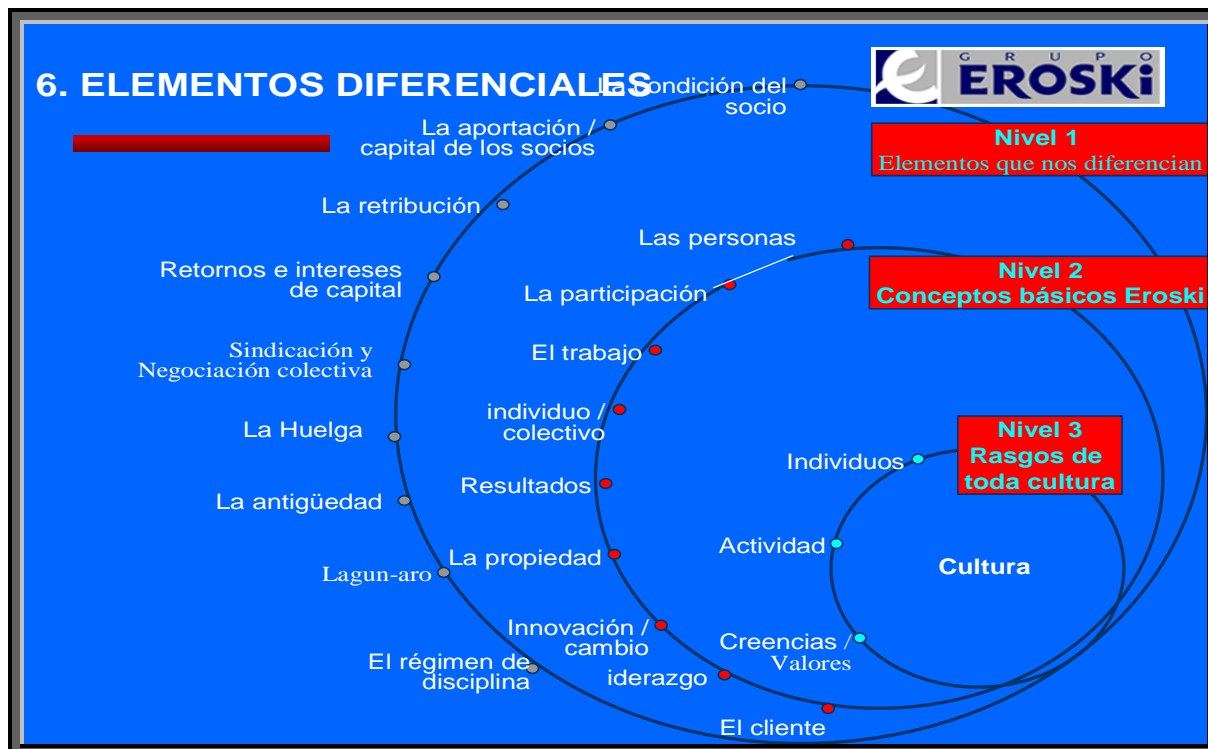 6. ELEMENTOS DIFERENCIALES
GRUPO
EROSKi
La condición del
socio
La aportación /
capital de los socios
Nivel 1
Elementos que nos diferencian
La retribución
Las personas
Retornos e intereses
de capital
Nivel 2
Conceptos básicos Eroski
La participación
El trabajo
Sindicación y
Negociación colectiva
individuo /
colectivo
La Huelga
Nivel 3
Rasgos de
toda cultura
Individuos
Resultados
La antigüedad
Actividad
La propiedad
Cultura
Lagun-aro
Innovación /
cambio
Creencias /
Valores
El régimen de
disciplina
iderazgo
El cliente